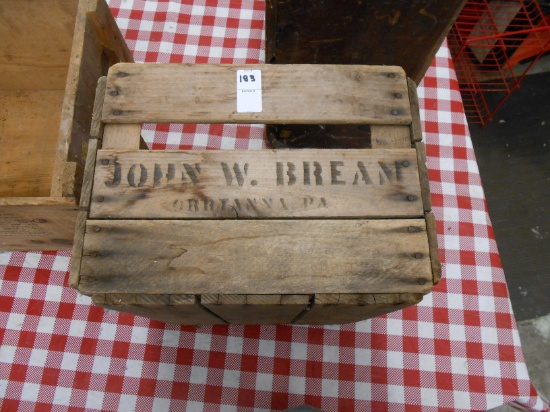 183
JOHN W. BREAM
ORRTANNA, PA